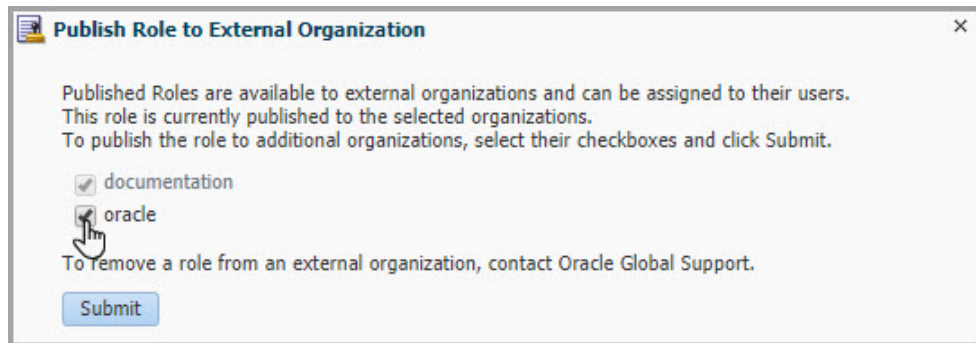 Publish Role to External Organization
Published Roles are available to external organizations and can be assigned to their users.
This role is currently published to the selected organizations.
To publish the role to additional organizations, select their checkboxes and click Submit.
documentation
oracle
To remove a role from an external organization, contact Oracle Global Support.
Submit